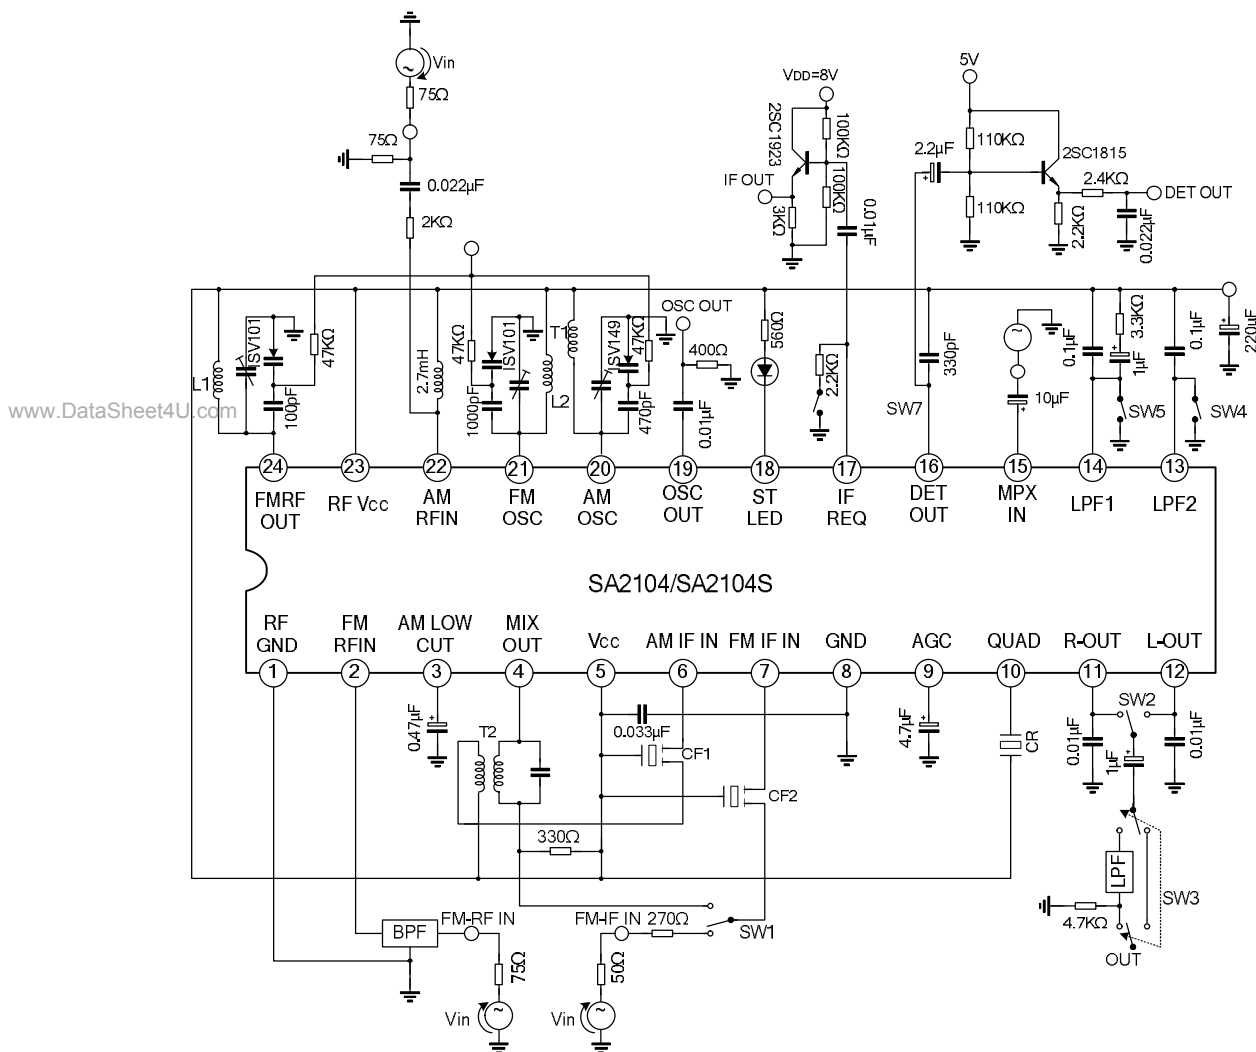 Vin
75Ω
75Ω
0.022µF
2KΩ
VDD=8V
2SC1923
100KΩ
100KΩ
IF OUT
3KΩ
0.01µF
5V
2.2µF
110KΩ
2SC1815
2.4KΩ
DET OUT
110KΩ
2.2KΩ
0.022µF
L1
ISV101
47KΩ
100pF
2.7mH
47KΩ
ISV101
1000pF
L2
T1
ISV149
47KΩ
470pF
OSC OUT
400Ω
0.01µF
560Ω
2.2KΩ
330pF
SW7
10µF
0.1µF
3.3KΩ
1µF
SW5
0.1µF
SW4
220µF
www.DataSheet4U.com
24 23 22 21 20 19 18 17 16 15 14 13
FMRF OUT
RF Vcc
AM RFIN
FM OSC
AM OSC
OSC OUT
ST LED
IF REQ
DET OUT
MPX IN
LPF1
LPF2
SA2104/SA2104S
RF GND
FM RFIN
AM LOW CUT
MIX OUT
Vcc
AM IF IN
FM IF IN
GND
AGC
QUAD
R-OUT
L-OUT
1 2 3 4 5 6 7 8 9 10 11 12
0.47µF
T2
0.033µF
CF1
CF2
330Ω
4.7µF
CR
0.01µF
SW2
1µF
0.01µF
LPF
SW3
4.7KΩ
OUT
BPF
FM-RF IN
75Ω
Vin
FM-IF IN
270Ω
SW1
50Ω
Vin